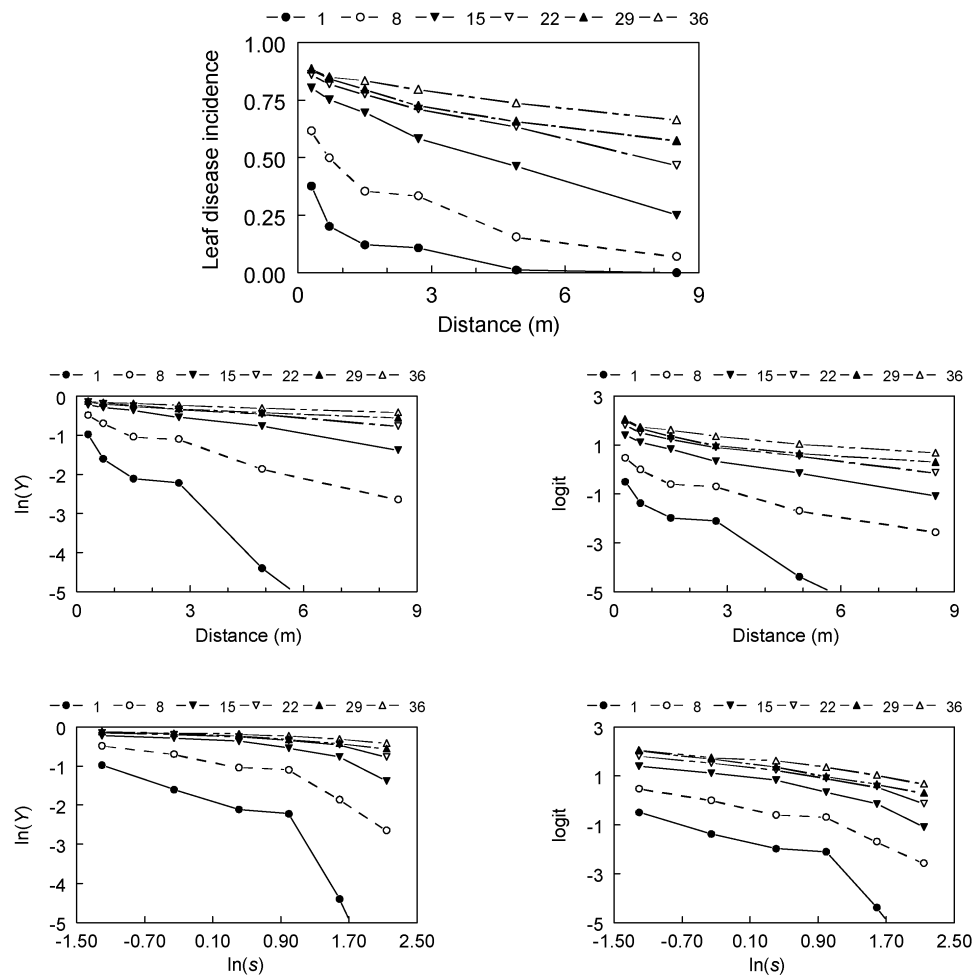 1 8 15 22 29 36
1.00
0.75
0.50
0.25
0.00
Leaf disease incidence
0 3 6 9
Distance (m)
1 8 15 22 29 36
0
-1
-2
-3
-4
-5
ln(Y)
0 3 6 9
Distance (m)
1 8 15 22 29 36
3
1
-1
-3
-5
logit
0 3 6 9
Distance (m)
1 8 15 22 29 36
0
-1
-2
-3
-4
-5
ln(Y)
-1.50 -0.70 0.10 0.90 1.70 2.50
ln(s)
1 8 15 22 29 36
3
1
-1
-3
-5
logit
-1.50 -0.70 0.10 0.90 1.70 2.50
ln(s)